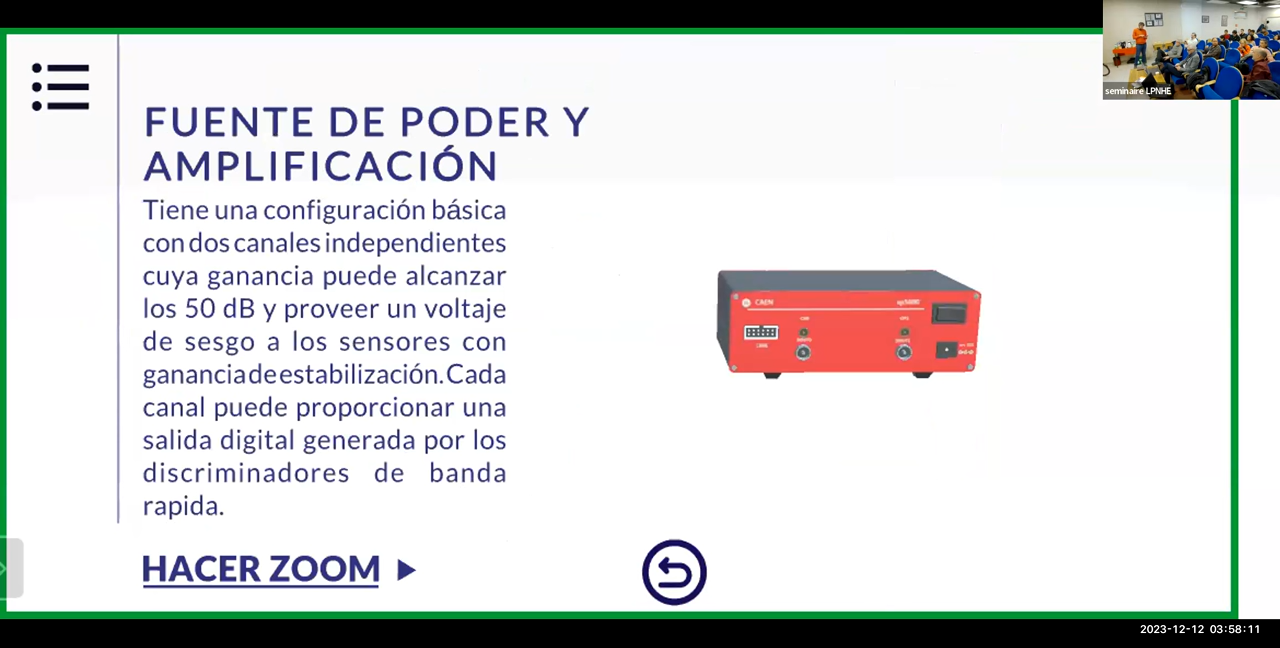 seminaire LPNHE
FUENTE DE PODER Y
AMPLIFICACIÓN
Tiene una configuración básica
con dos canales independientes
cuya ganancia puede alcanzar
los 50 dB y proveer un voltaje
de sesgo a los sensores con
ganancia de estabilización. Cada
canal puede proporcionar una
salida digital generada por los
discriminadores de banda
rapida.
CAEN
HACER ZOOM
2023-12-12 03:58:11